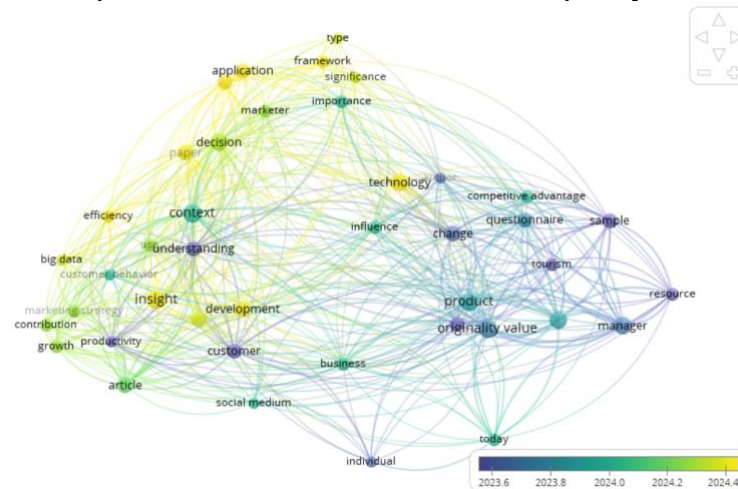 type
framework
application
significance
importance
marketer
decision
paper
technology
competitive advantage
context
efficiency
questionnaire
sample
influence
change
understanding
big data
tourism
customer behavior
resource
insight
product
development
marketing strategy
contribution
originality value
manager
productivity
growth
customer
business
article
social medium
today
individual
2023.6 2023.8 2024.0 2024.2 2024.4